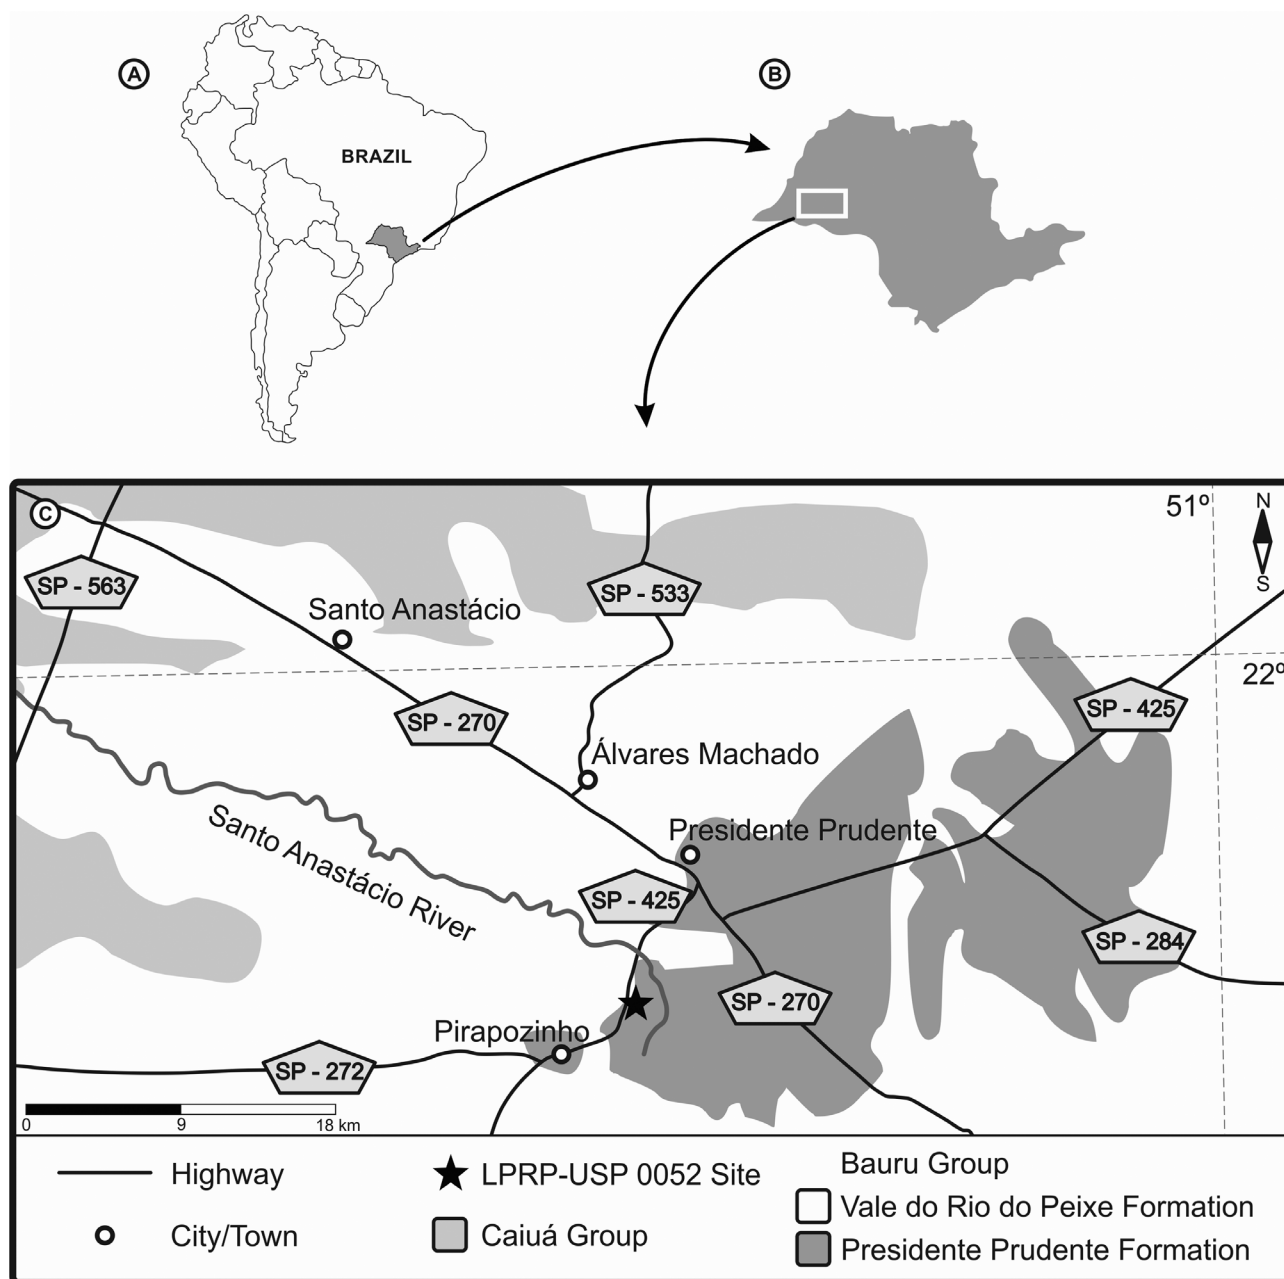 A
B
BRAZIL
C
51º
N
S
SP - 563
SP - 533
Santo Anastácio
22º
SP - 270
SP - 425
Álvares Machado
Santo Anastácio River
Presidente Prudente
SP - 425
SP - 284
SP - 270
Pirapozinho
SP - 272
0 9 18 km
Highway
LPRP-USP 0052 Site
Bauru Group
Vale do Rio do Peixe Formation
City/Town
Caiuá Group
Presidente Prudente Formation